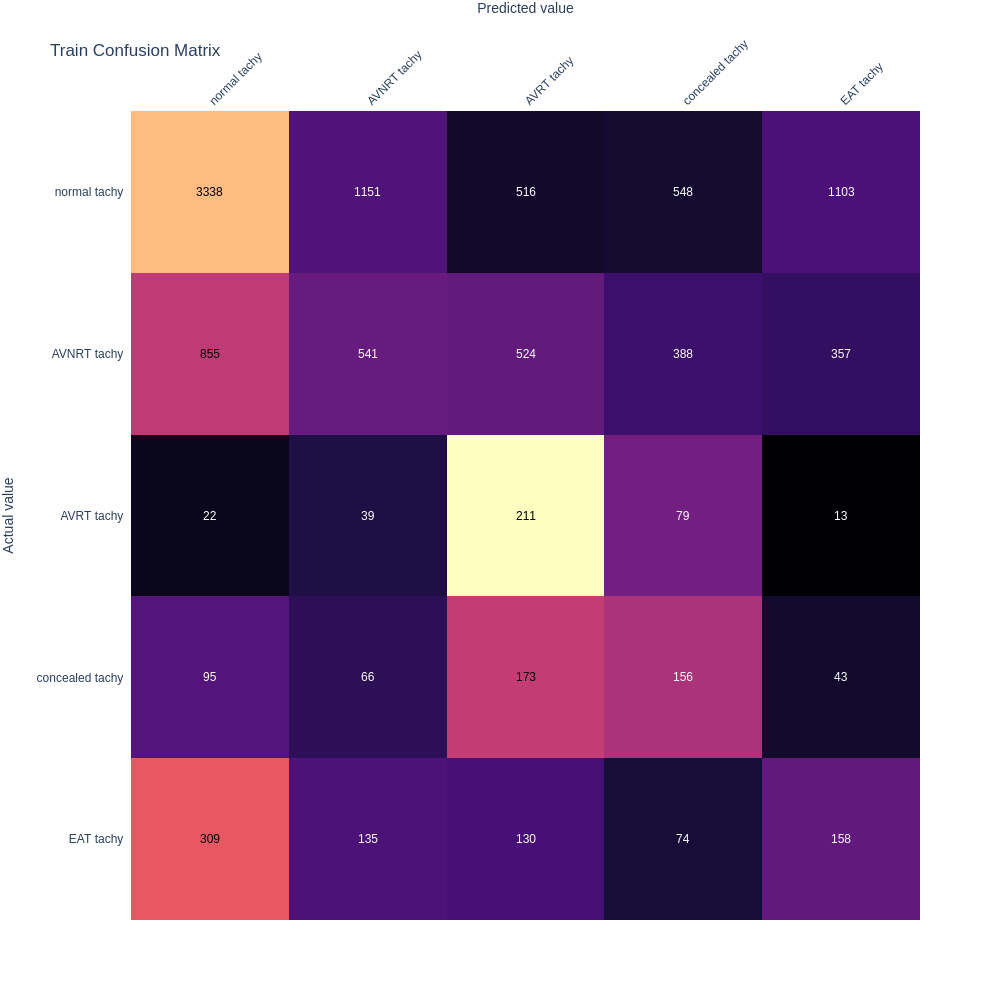 Predicted value
Train Confusion Matrix
normal tachy AVNRT tachy AVRT tachy concealed tachy EAT tachy
normal tachy 3338 1151 516 548 1103
AVNRT tachy 855 541 524 388 357
Actual value
AVRT tachy 22 39 211 79 13
concealed tachy 95 66 173 156 43
EAT tachy 309 135 130 74 158